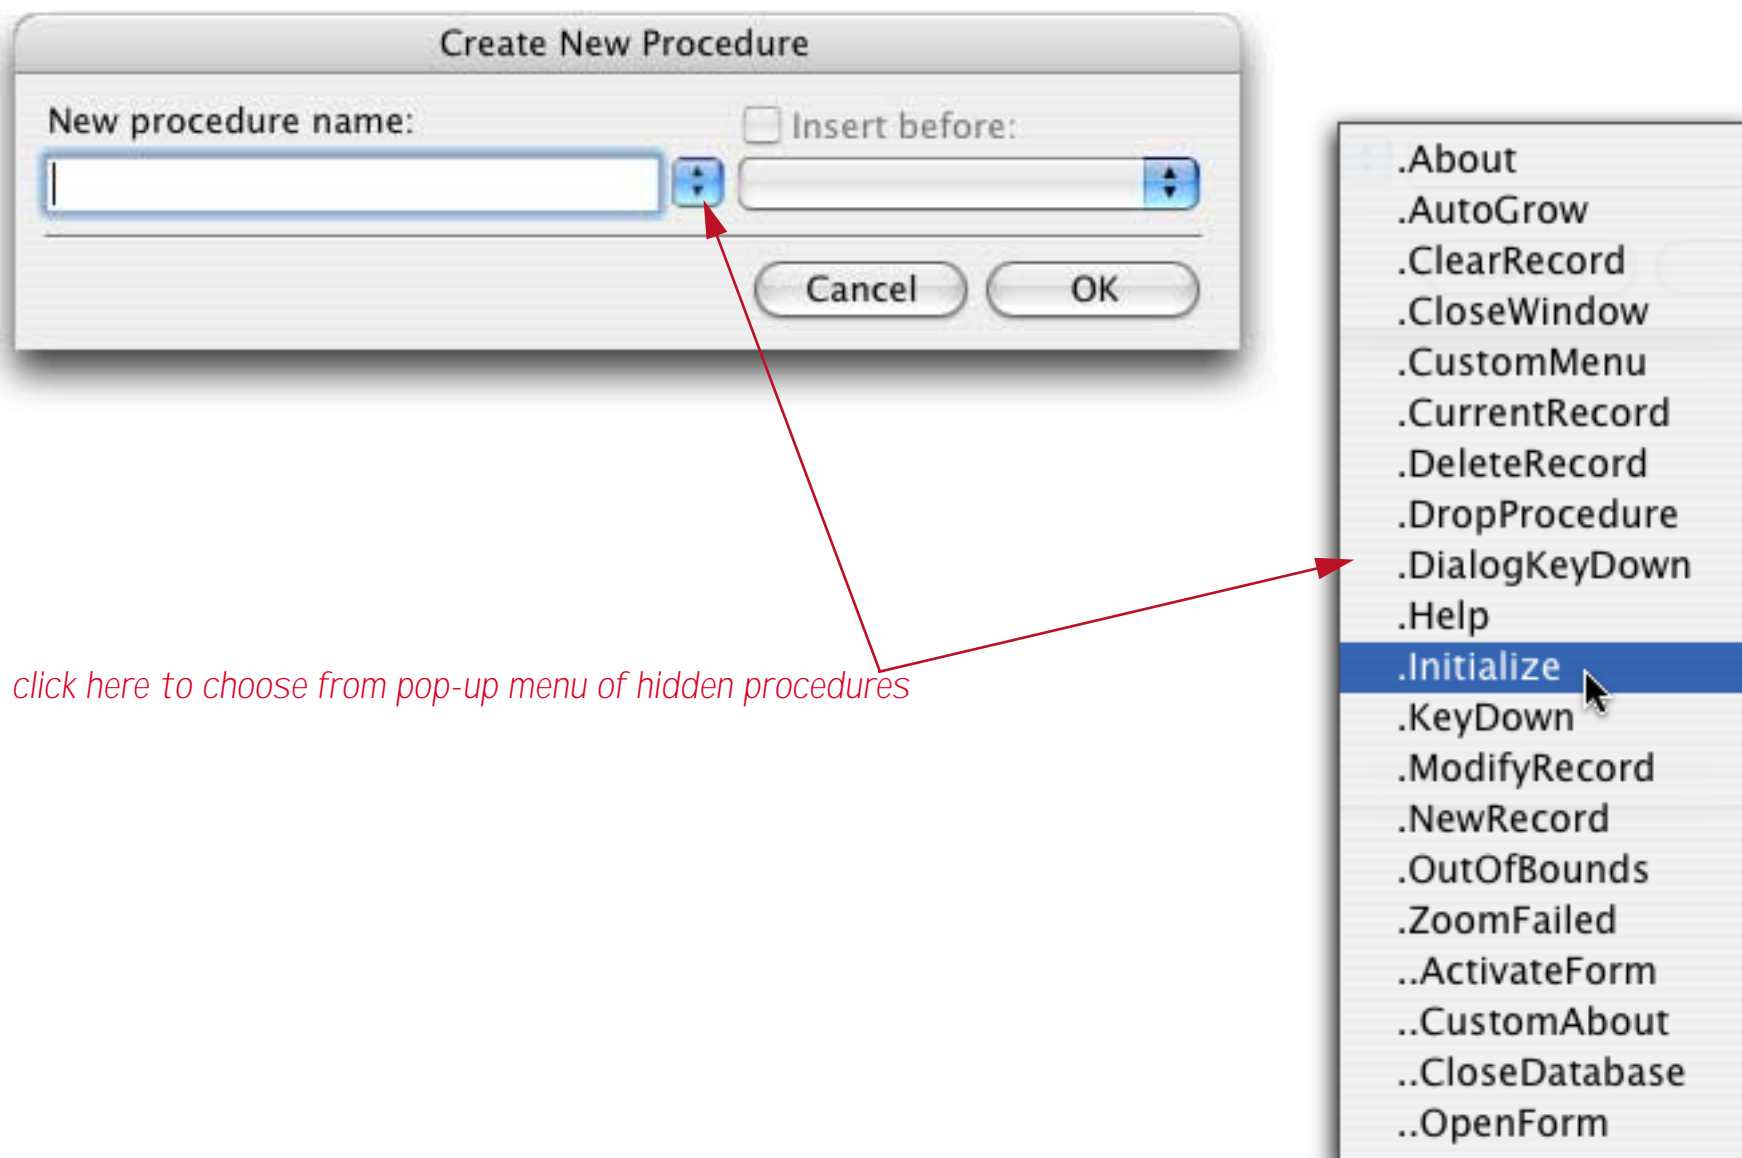 Create New Procedure
New procedure name:
Insert before:
Cancel
OK
click here to choose from pop-up menu of hidden procedures
.About
.AutoGrow
.ClearRecord
.CloseWindow
.CustomMenu
.CurrentRecord
.DeleteRecord
.DropProcedure
.DialogKeyDown
.Help
.Initialize
.KeyDown
.ModifyRecord
.NewRecord
.OutOfBounds
.ZoomFailed
..ActivateForm
..CustomAbout
..CloseDatabase
..OpenForm